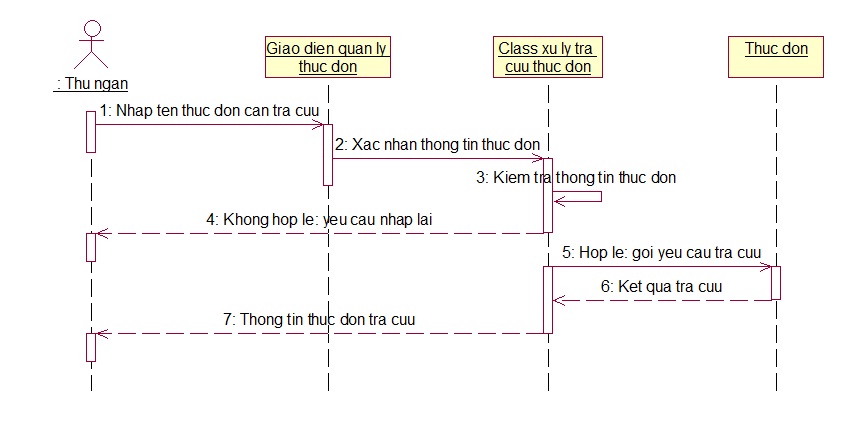 Giao dien quan ly
thuc don
Class xu ly tra
cuu thuc don
Thuc don
: Thu ngan
1: Nhap ten thuc don can tra cuu
2: Xac nhan thong tin thuc don
3: Kiem tra thong tin thuc don
4: Khong hop le: yeu cau nhap lai
5: Hop le: goi yeu cau tra cuu
6: Ket qua tra cuu
7: Thong tin thuc don tra cuu